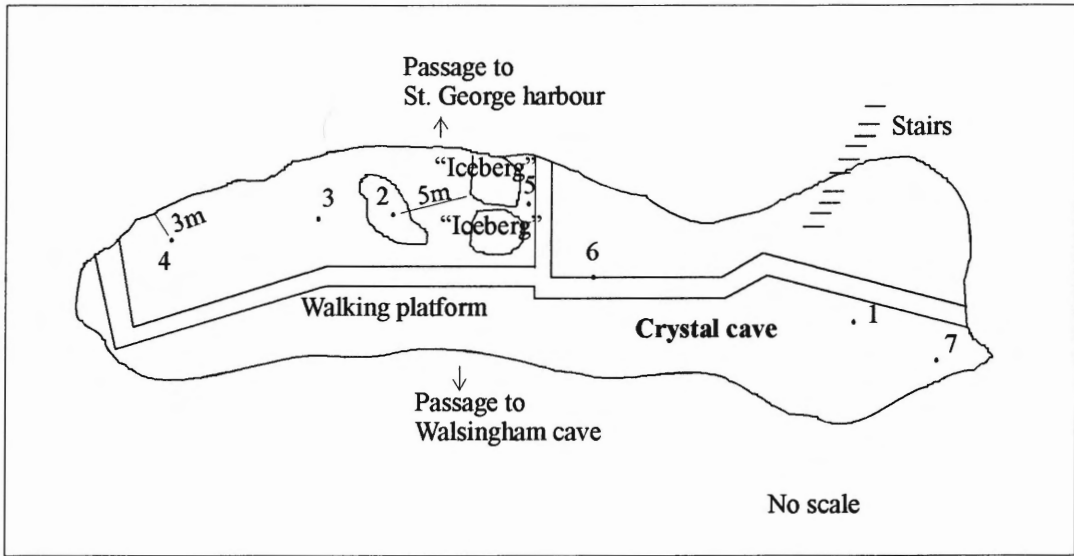 Passage to
St. George harbour
Stairs
“Iceberg”
5
2
5m
3
“Iceberg”
3m
4
6
Walking platform
Crystal cave
1
7
Passage to
Walsingham cave
No scale